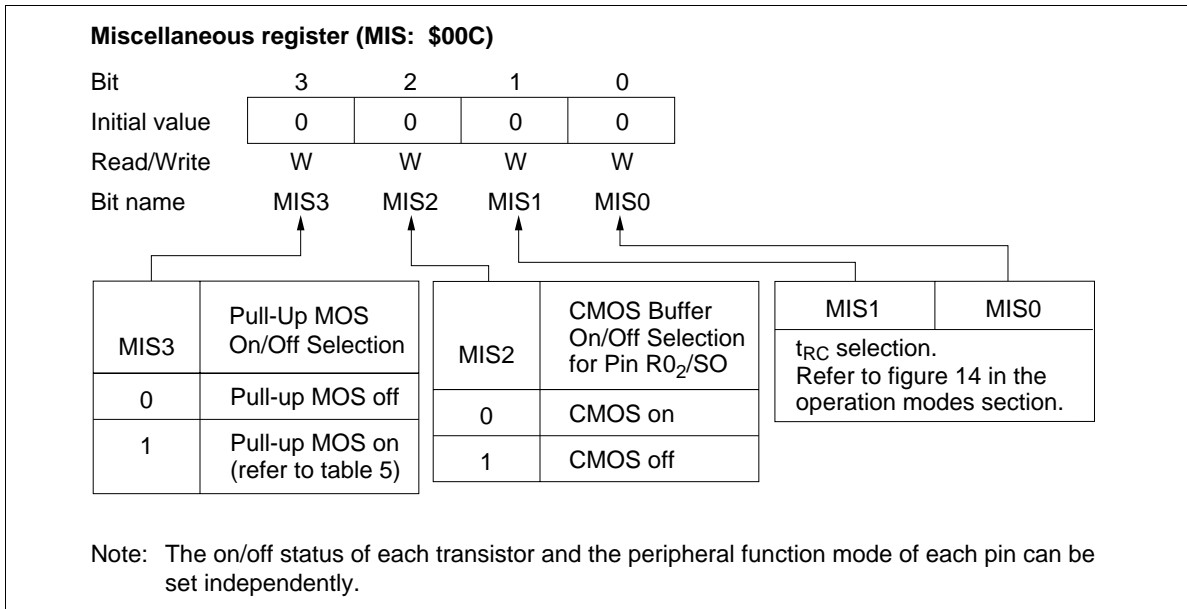 Miscellaneous register (MIS: $00C)
Bit 3 2 1 0
Initial value 0 0 0 0
Read/Write W W W W
Bit name MIS3 MIS2 MIS1 MIS0
MIS3
Pull-Up MOS
On/Off Selection
0 Pull-up MOS off
1 Pull-up MOS on
(refer to table 5)
MIS2
CMOS Buffer
On/Off Selection
for Pin R0₂/SO
0 CMOS on
1 CMOS off
MIS1 MIS0
tRC selection.
Refer to figure 14 in the
operation modes section.
Note: The on/off status of each transistor and the peripheral function mode of each pin can be
set independently.